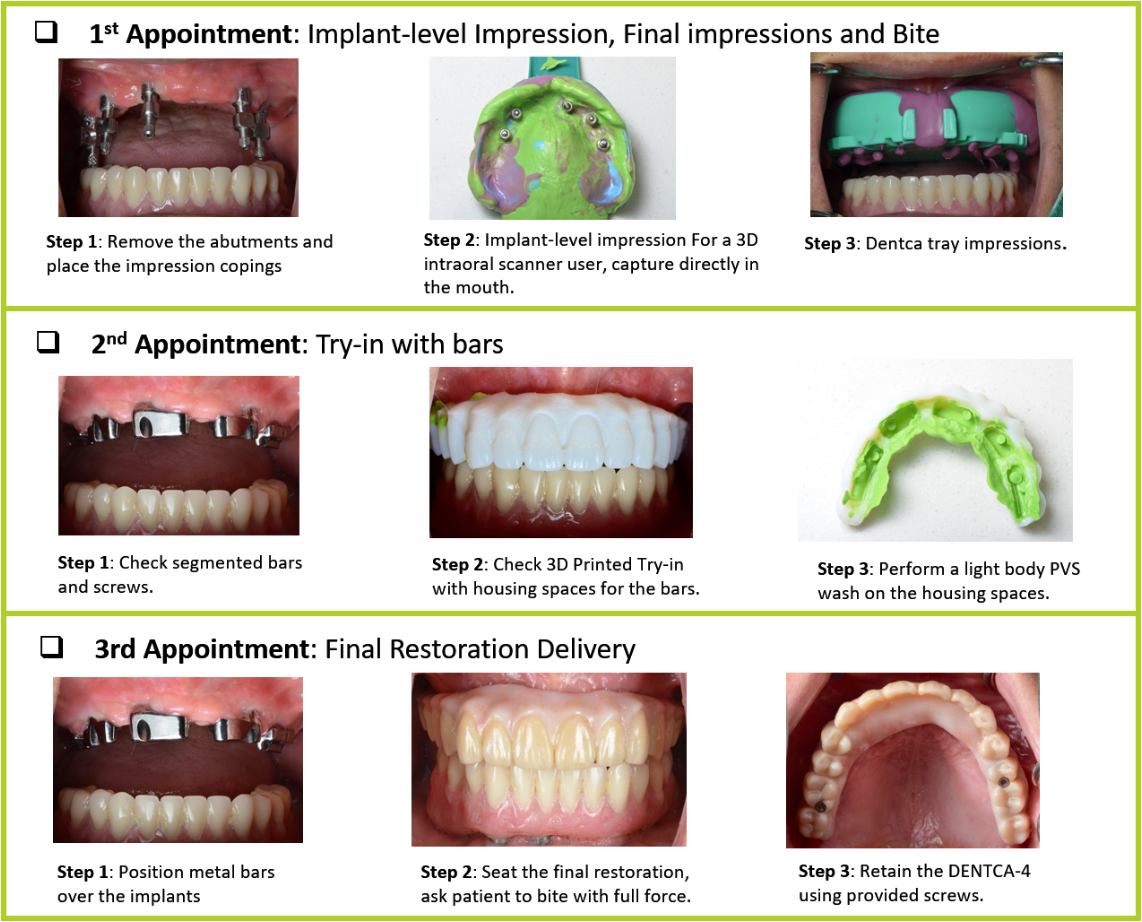 ❑ 1st Appointment: Implant-level Impression, Final impressions and Bite
Step 1: Remove the abutments and
place the impression copings
Step 2: Implant-level impression For a 3D
intraoral scanner user, capture directly in
the mouth.
Step 3: Dentca tray impressions.
❑ 2nd Appointment: Try-in with bars
Step 1: Check segmented bars
and screws.
Step 2: Check 3D Printed Try-in
with housing spaces for the bars.
Step 3: Perform a light body PVS
wash on the housing spaces.
❑ 3rd Appointment: Final Restoration Delivery
Step 1: Position metal bars
over the implants
Step 2: Seat the final restoration,
ask patient to bite with full force.
Step 3: Retain the DENTCA-4
using provided screws.